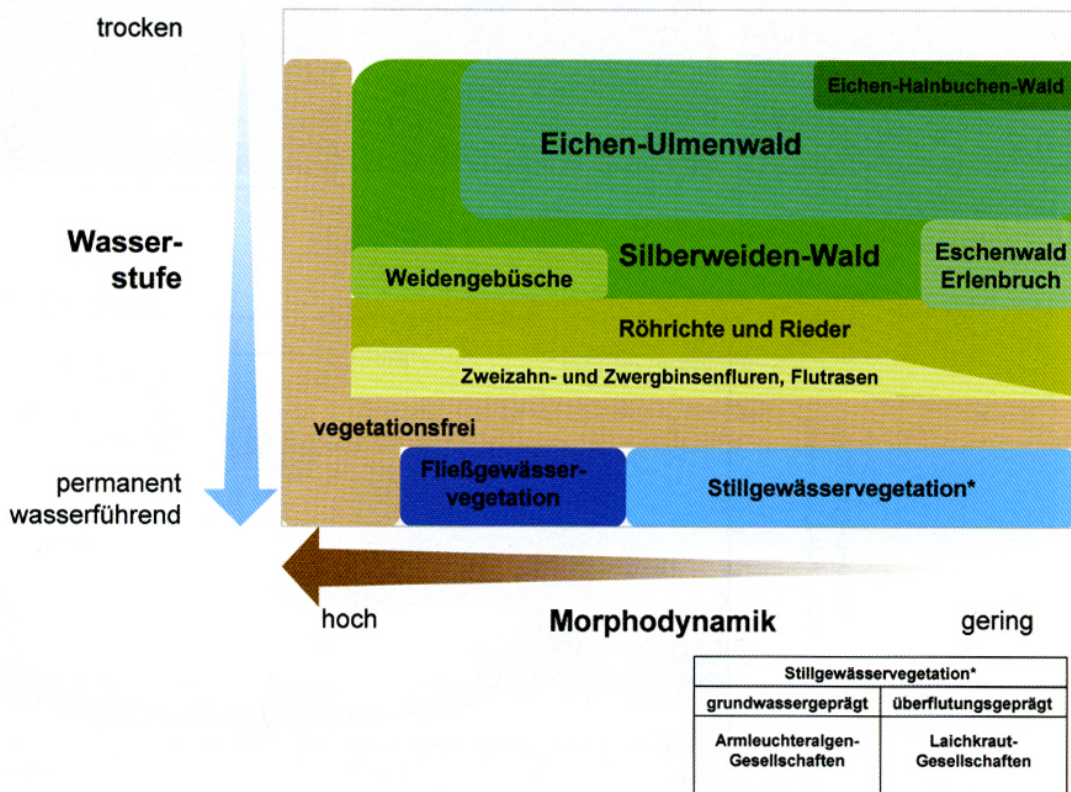 trocken
Eichen-Hainbuchen-Wald
Eichen-Ulmenwald
Wasser-
stufe
Silberweiden-Wald
Eschenwald
Erlenbruch
Weidengebüsche
Röhrichte und Rieder
Zweizahn- und Zwergbinsenfluren, Flutrasen
vegetationsfrei
Fließgewässer-
vegetation
Stillgewässervegetation*
permanent
wasserführend
hoch
Morphodynamik
gering
Stillgewässervegetation*
grundwassergeprägt
überflutungsgeprägt
Armleuchteralgen-
Gesellschaften
Laichkraut-
Gesellschaften